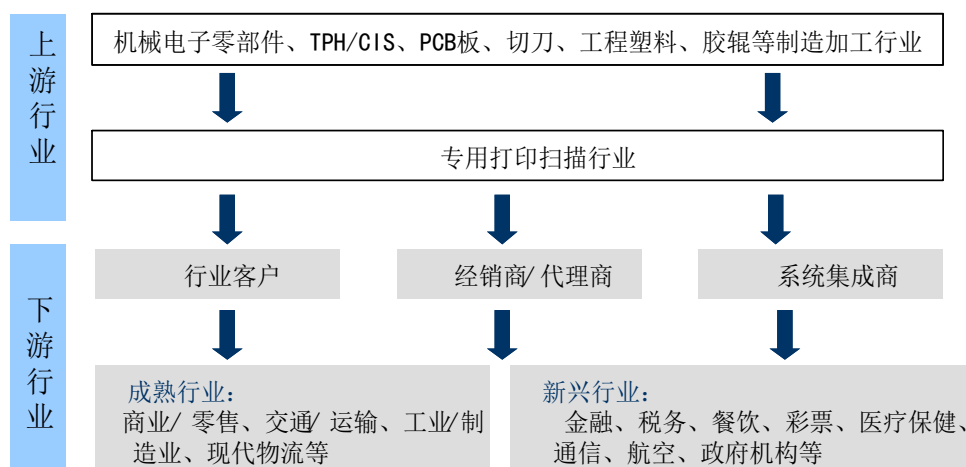 上游行业
机械电子零部件、TPH/CIS、PCB板、切刀、工程塑料、胶辊等制造加工行业
专用打印扫描行业
下游行业
行业客户
经销商/代理商
系统集成商
成熟行业：
商业/零售、交通/运输、工业/制
造业、现代物流等
新兴行业：
金融、税务、餐饮、彩票、医疗保健、
通信、航空、政府机构等